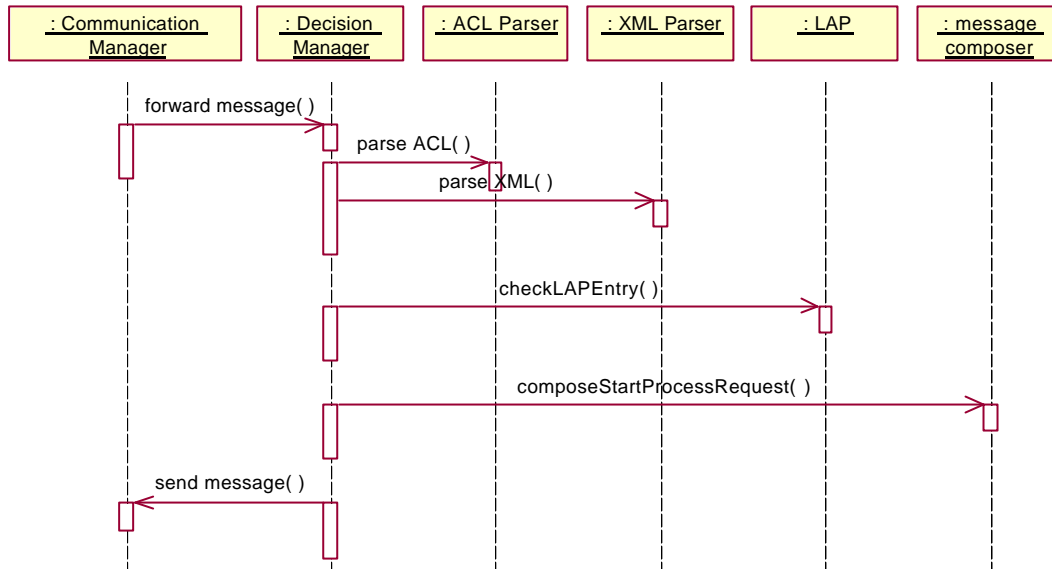 : Communication
Manager
: Decision
Manager
: ACL Parser
: XML Parser
: LAP
: message
composer
forward message( )
parse ACL( )
parse XML( )
checkLAPEntry( )
composeStartProcessRequest( )
send message( )